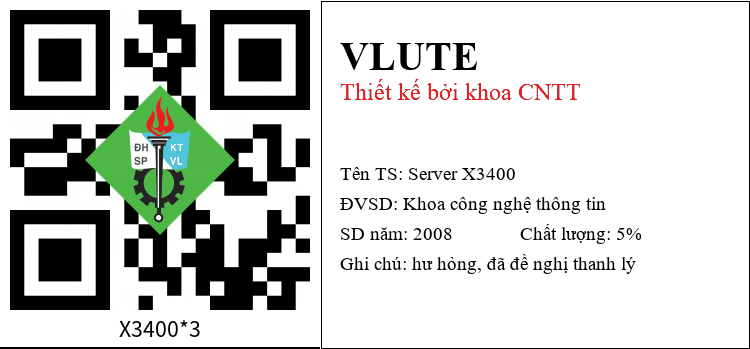 ĐH KT
SP VL
X3400*3
VLUTE
Thiết kế bởi khoa CNTT
Tên TS: Server X3400
ĐVSD: Khoa công nghệ thông tin
SD năm: 2008 Chất lượng: 5%
Ghi chú: hư hỏng, đã đề nghị thanh lý